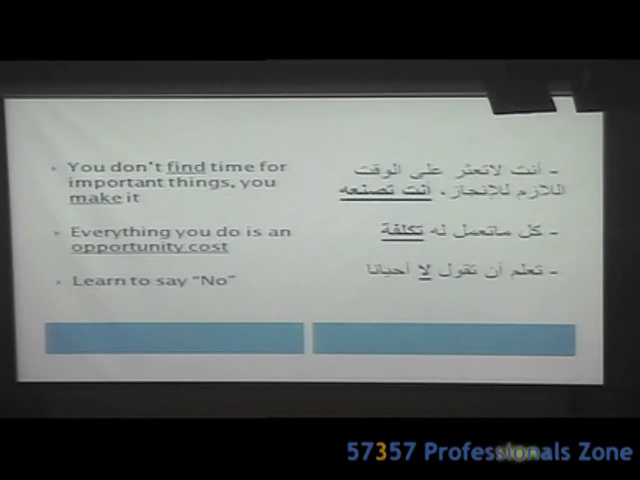 • You don't find time for
important things, you
make it
• Everything you do is an
opportunity cost
• Learn to say "No"
- أنت لاتعثر على الوقت
اللازم للإنجاز، أنت تصنعه
- كل ماتعمل له تكلفة
- تعلم أن تقول لا أحيانا
57357 Professionals Zone